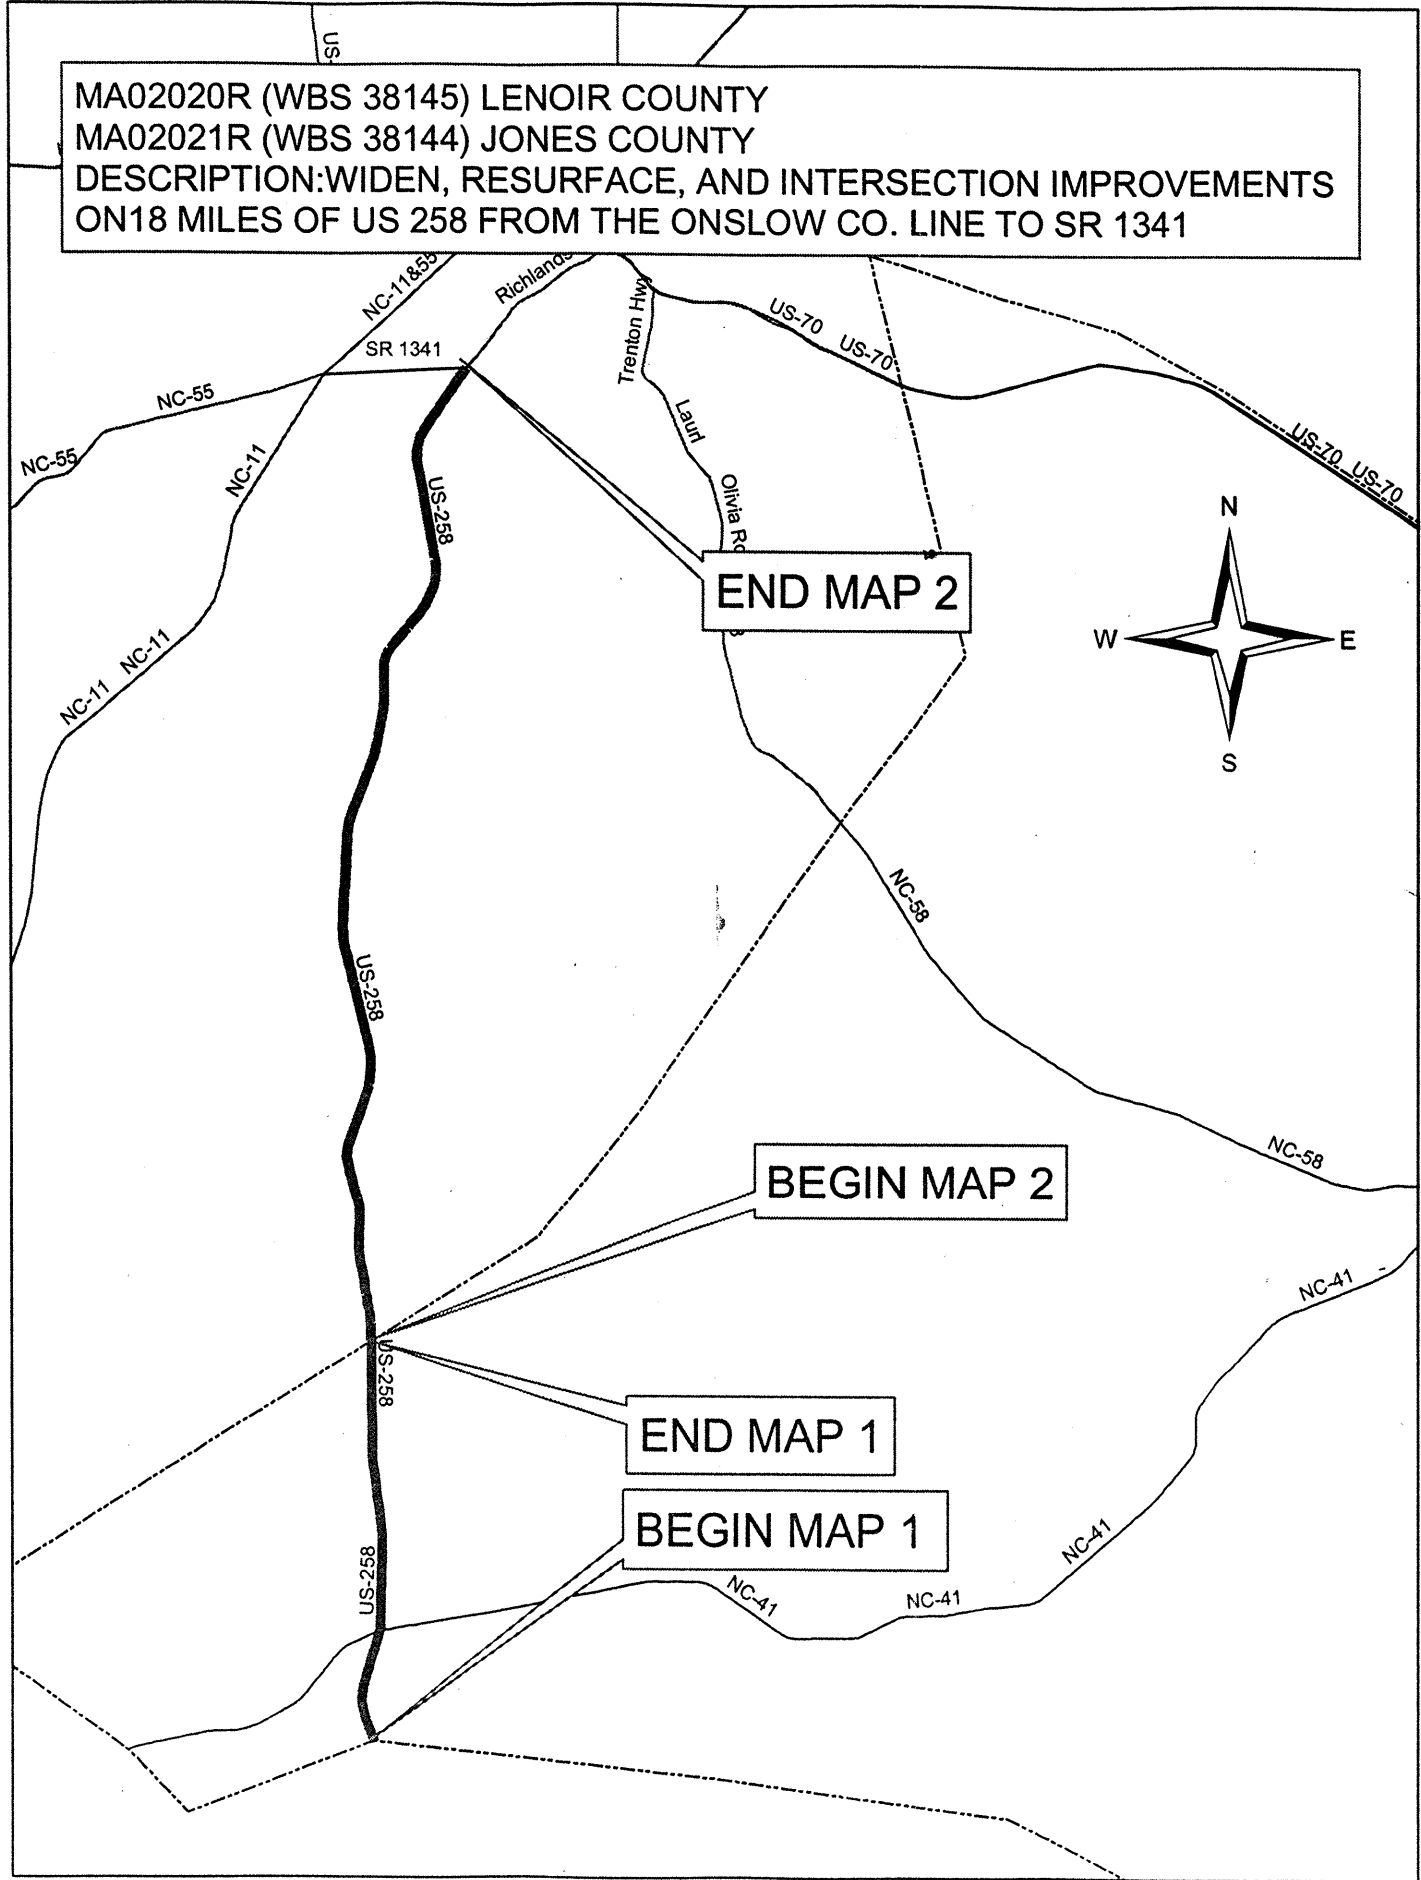 US-
MA02020R (WBS 38145) LENOIR COUNTY
MA02021R (WBS 38144) JONES COUNTY
DESCRIPTION:WIDEN, RESURFACE, AND INTERSECTION IMPROVEMENTS
ON18 MILES OF US 258 FROM THE ONSLOW CO. LINE TO SR 1341
NC-11&55
Richlands
Trenton Hwy
US-70
US-70
SR 1341
NC-55
NC-55
NC-11
Laurl
US-70
US-70
US-258
Olivia
N
END MAP 2
W
E
S
NC-11
NC-11
NC-58
US-258
NC-58
BEGIN MAP 2
NC-41
US-258
END MAP 1
BEGIN MAP 1
US-258
NC-41
NC-41
NC-41